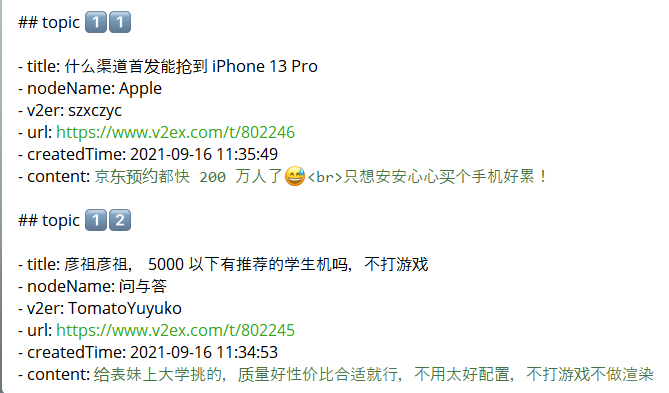 ## topic 1️⃣1️⃣
- title: 什么渠道首发能抢到 iPhone 13 Pro
- nodeName: Apple
- v2er: szxczyc
- url: https://www.v2ex.com/t/802246
- createdTime: 2021-09-16 11:35:49
- content: 京东预约都快 200 万人了😅<br>只想安安心心买个手机好累！
## topic 1️⃣2️⃣
- title: 彦祖彦祖， 5000 以下有推荐的学生机吗，不打游戏
- nodeName: 问与答
- v2er: TomatoYuyuko
- url: https://www.v2ex.com/t/802245
- createdTime: 2021-09-16 11:34:53
- content: 给表妹上大学挑的，质量好性价比合适就行，不用太好配置，不打游戏不做渲染